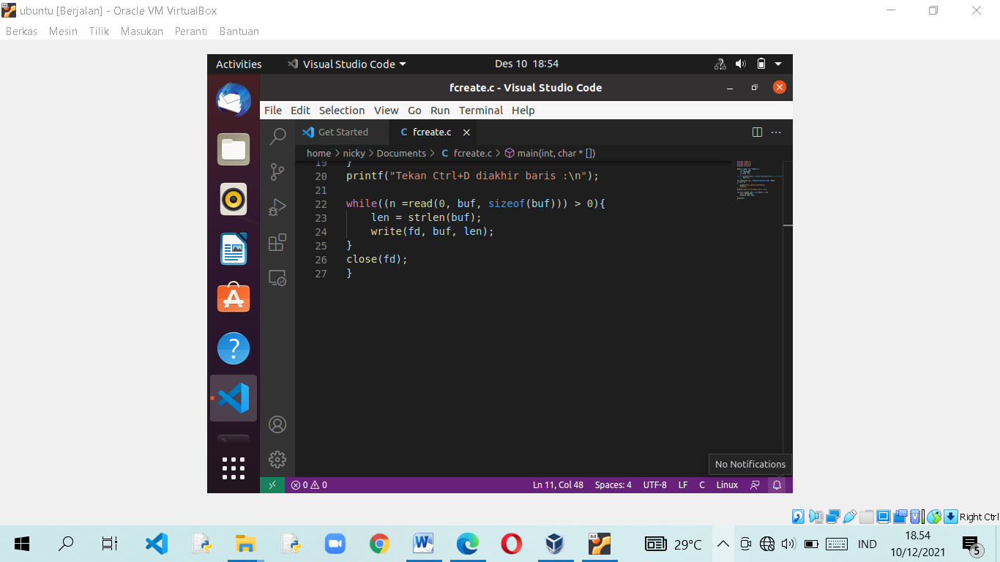 ubuntu [Berjalan] - Oracle VM VirtualBox
Berkas Mesin Tilik Masukan Peranti Bantuan
Activities Visual Studio Code Des 10 18:54
fcreate.c - Visual Studio Code
File Edit Selection View Go Run Terminal Help
Get Started C fcreate.c
home > nicky > Documents > C fcreate.c > main(int, char * [])
19 }
20 printf("Tekan Ctrl+D diakhir baris :\n");
21
22 while((n =read(0, buf, sizeof(buf))) > 0){
23 len = strlen(buf);
24 write(fd, buf, len);
25 }
26 close(fd);
27 }
No Notifications
0 0 Ln 11, Col 48 Spaces: 4 UTF-8 LF C Linux
Right Ctrl
64
29°C IND 18.54
10/12/2021
5